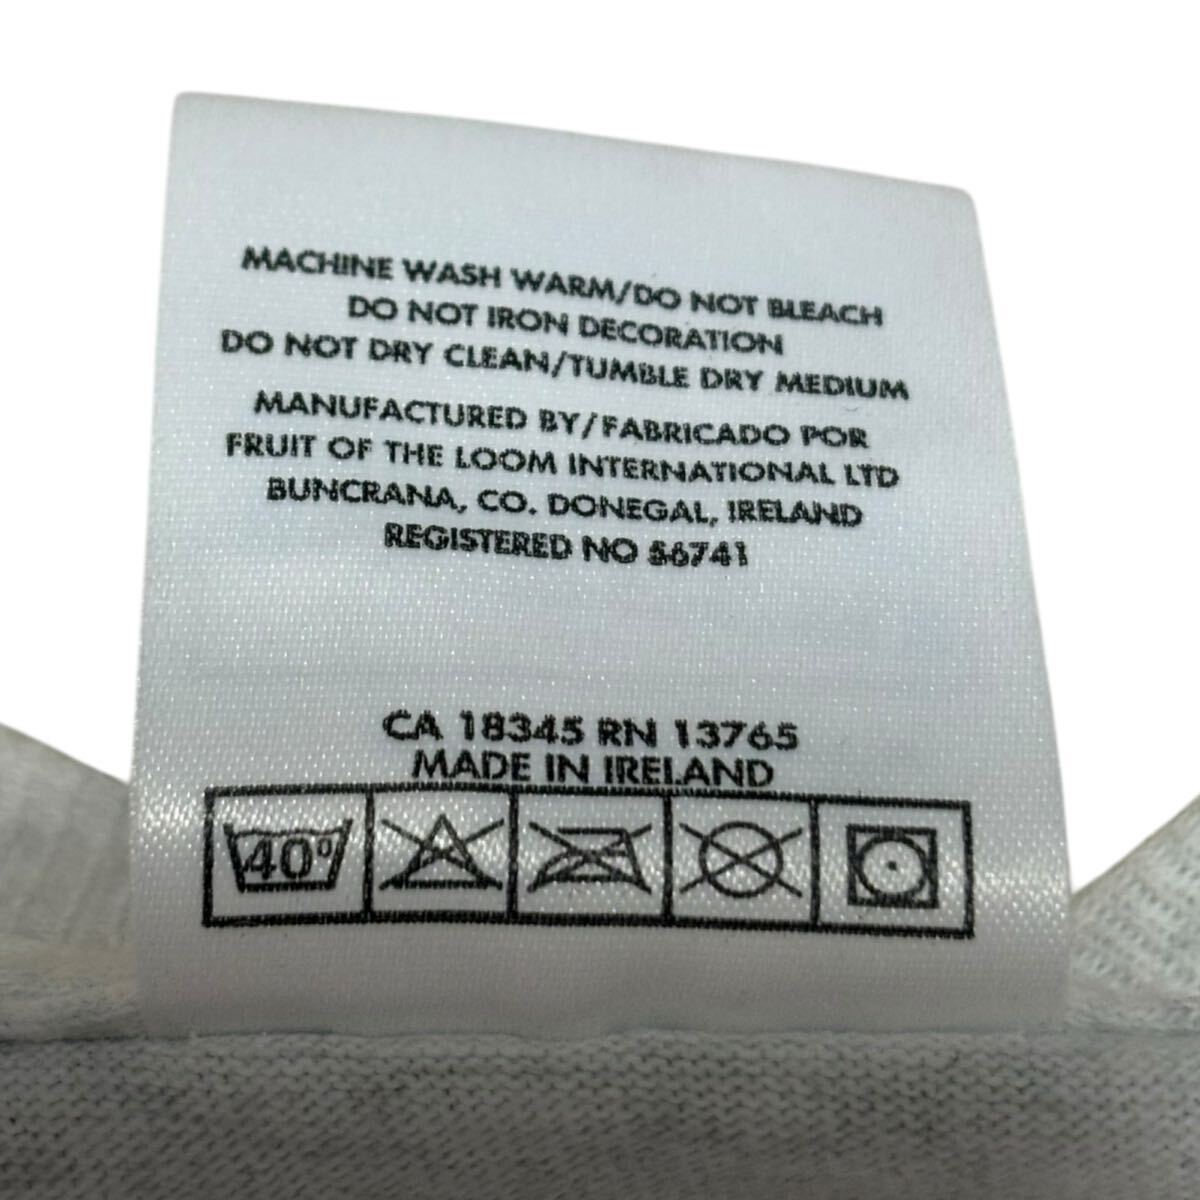 MACHINE WASH WARM/DO NOT BLEACH
DO NOT IRON DECORATION
DO NOT DRY CLEAN/TUMBLE DRY MEDIUM
MANUFACTURED BY/FABRICADO POR
FRUIT OF THE LOOM INTERNATIONAL LTD
BUNCRANA, CO. DONEGAL, IRELAND
REGISTERED NO 56741
CA 18345 RN 13765
MADE IN IRELAND
40°